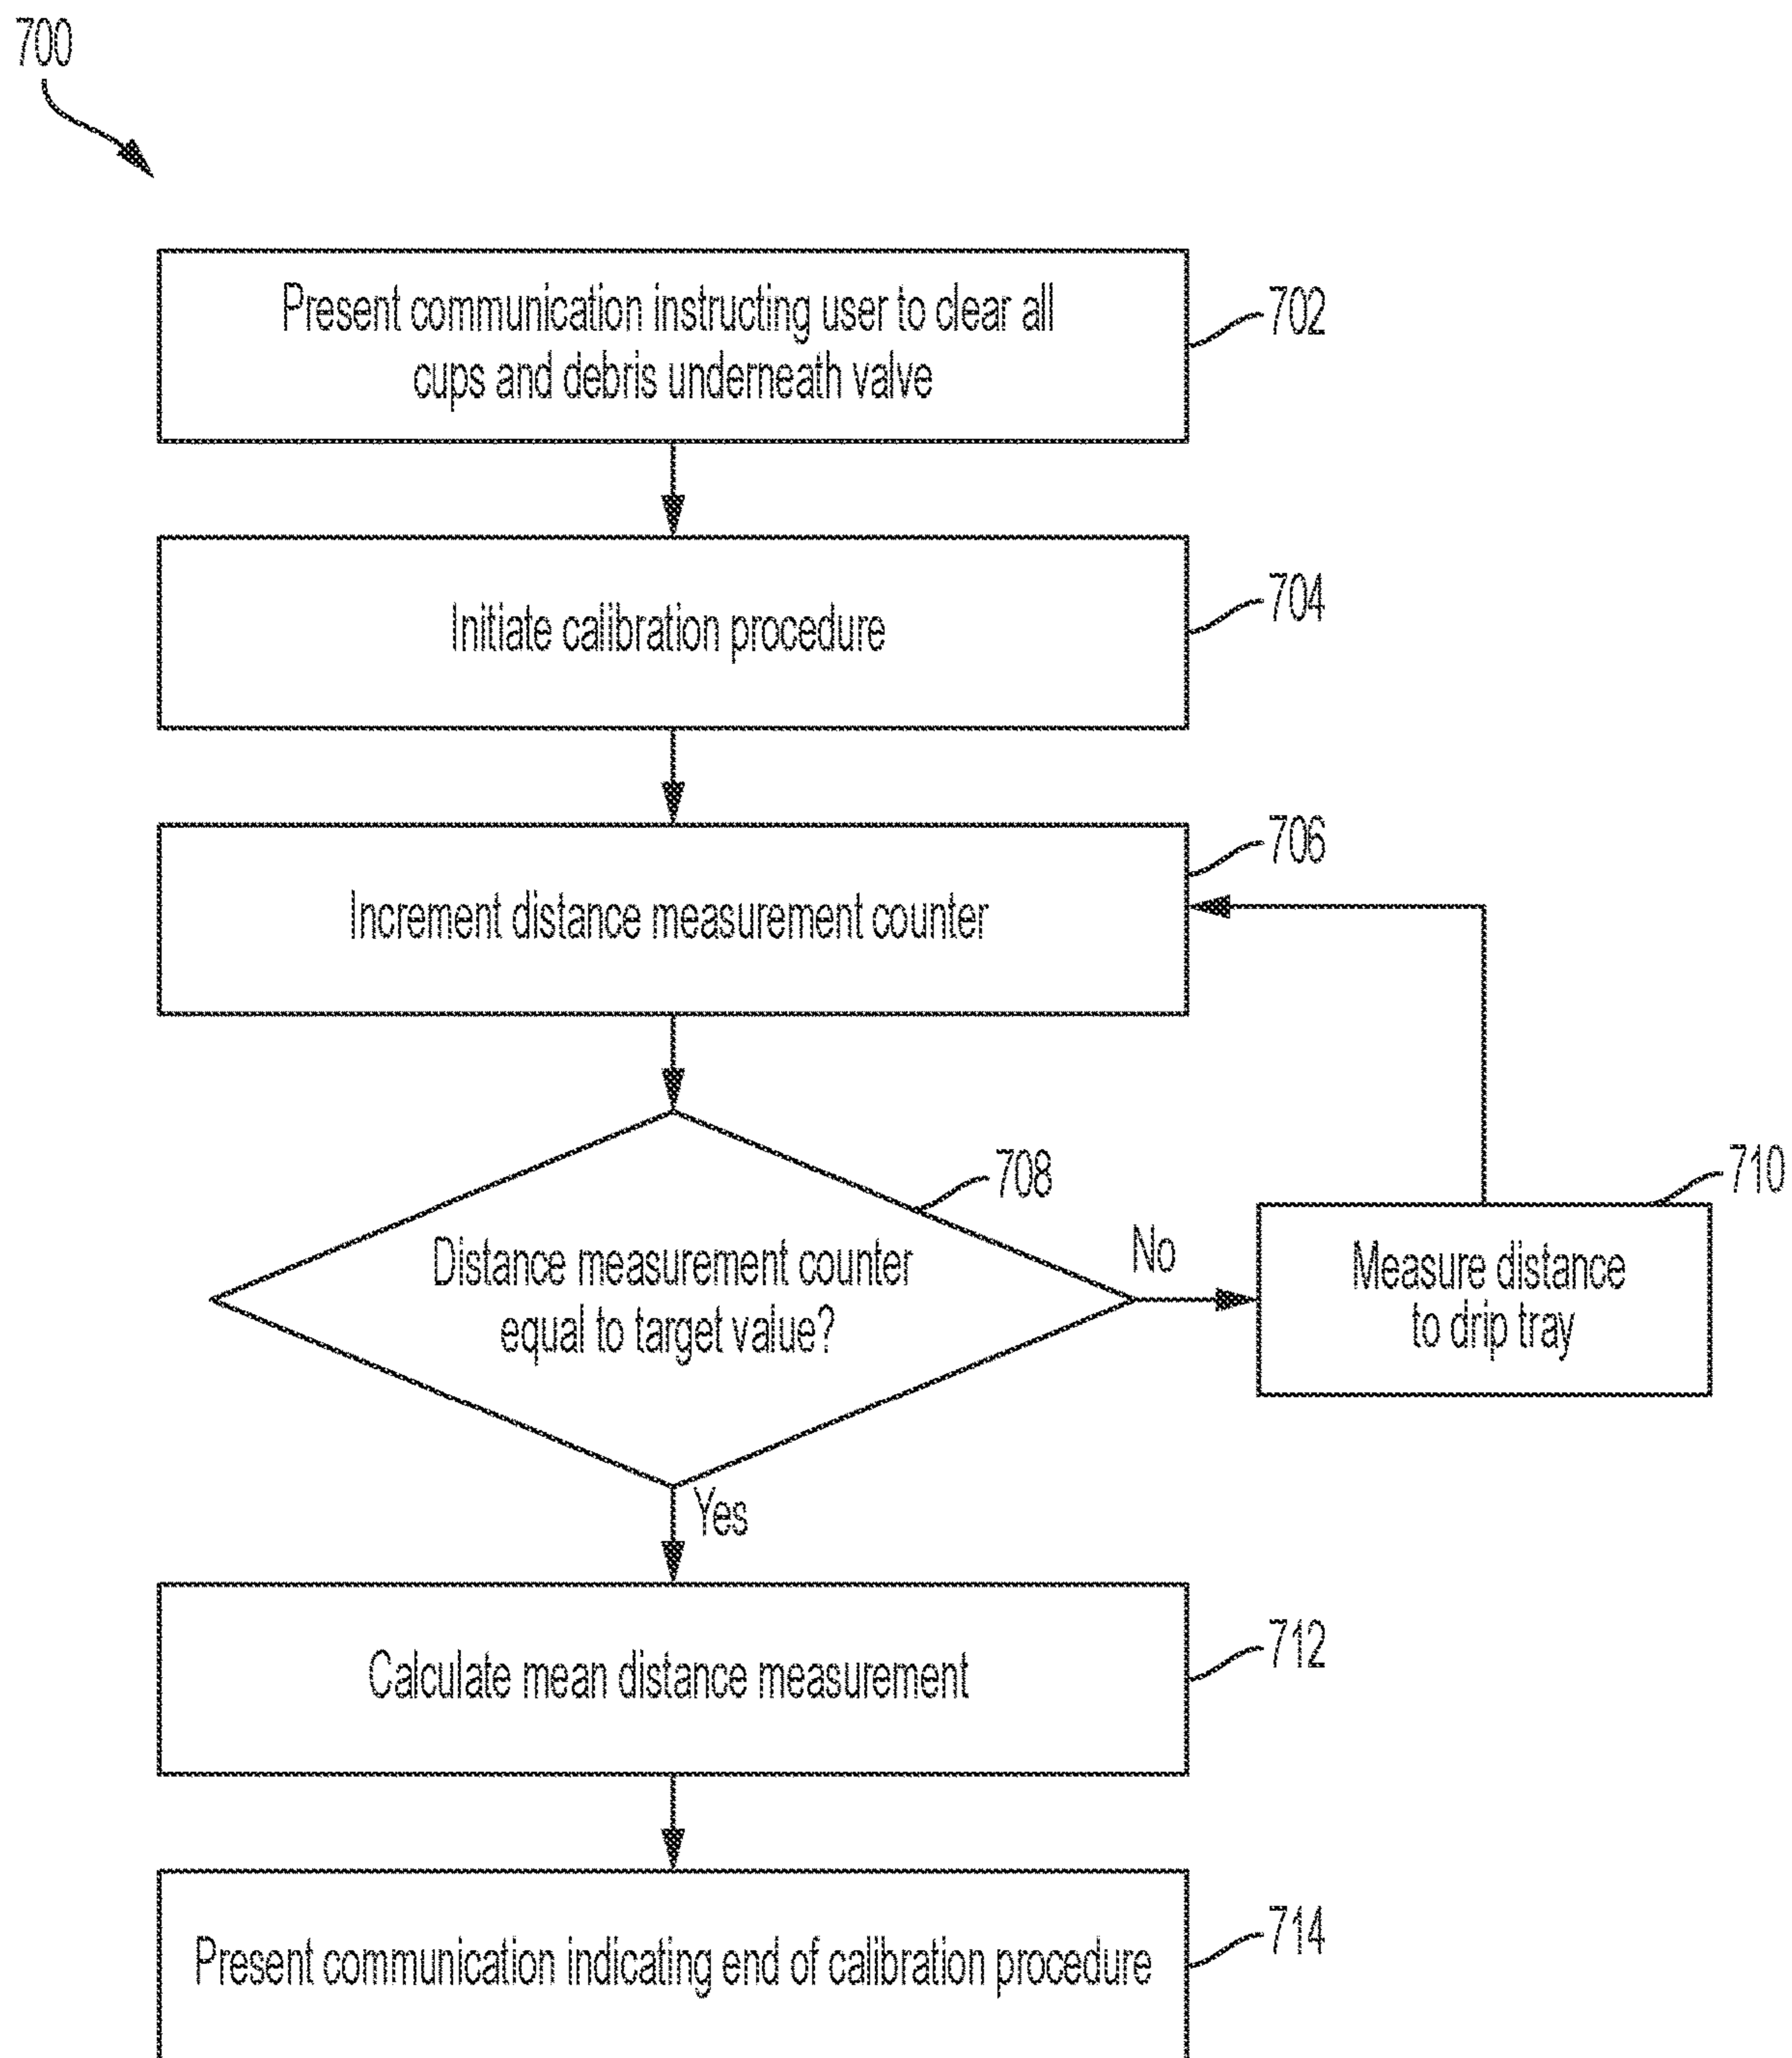 700
Present communication instructing user to clear all
cups and debris underneath valve
702
Initiate calibration procedure
704
706
Increment distance measurement counter
708
Distance measurement counter
equal to target value?
No
710
Measure distance
to drip tray
Yes
Calculate mean distance measurement
712
Present communication indicating end of calibration procedure
714